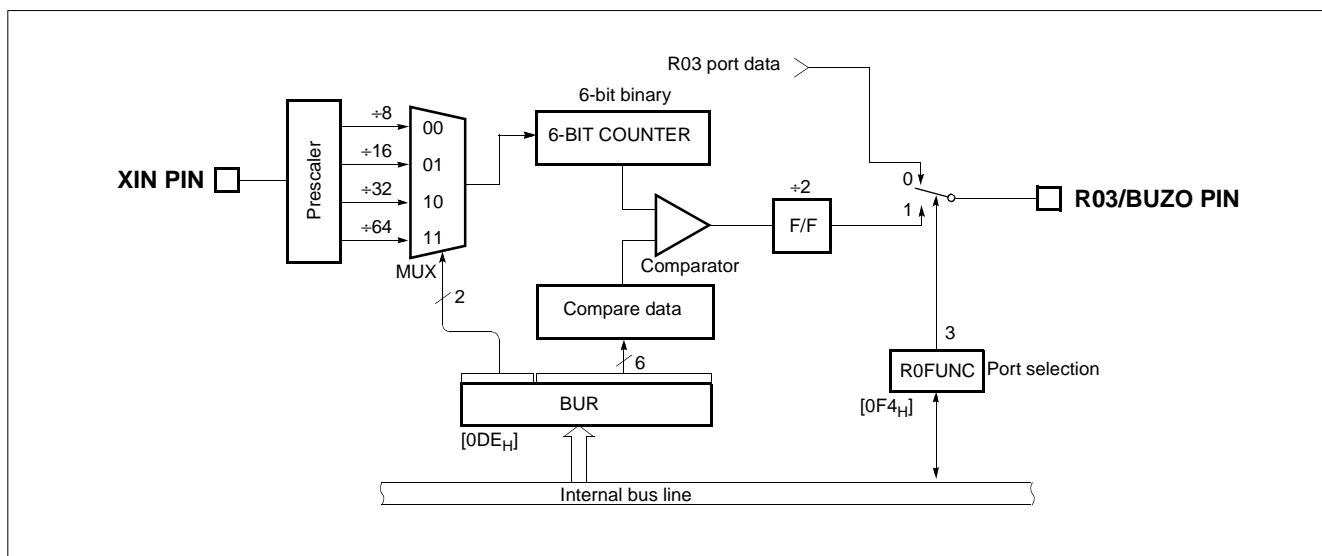 R03 port data
6-bit binary
÷8
00
6-BIT COUNTER
÷16
01
XIN PIN
Prescaler
÷32
10
÷64
11
MUX
÷2
F/F
0
1
R03/BUZO PIN
Comparator
2
Compare data
6
3
R0FUNC
Port selection
BUR
[0F4H]
[0DEH]
Internal bus line